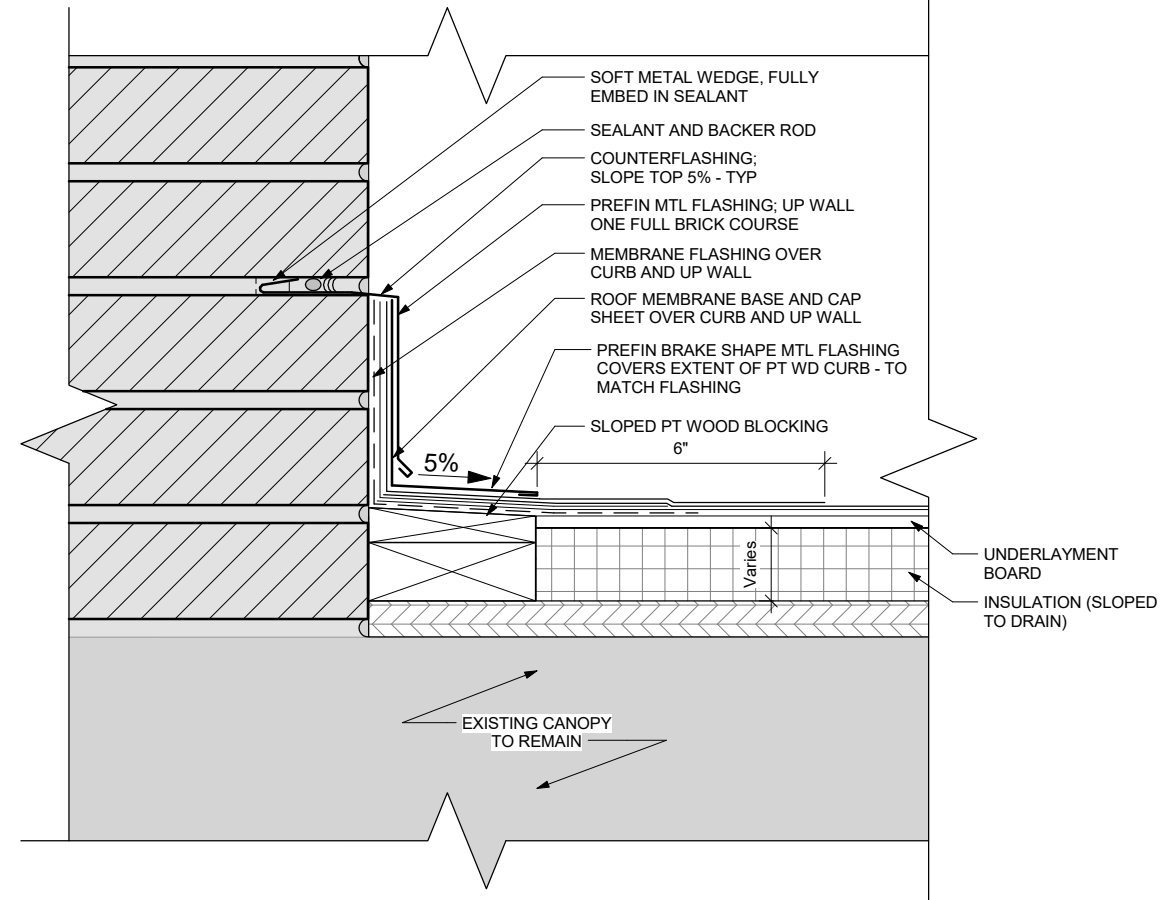 SOFT METAL WEDGE, FULLY
EMBED IN SEALANT
SEALANT AND BACKER ROD
COUNTERFLASHING;
SLOPE TOP 5% - TYP
PREFIN MTL FLASHING; UP WALL
ONE FULL BRICK COURSE
MEMBRANE FLASHING OVER
CURB AND UP WALL
ROOF MEMBRANE BASE AND CAP
SHEET OVER CURB AND UP WALL
PREFIN BRAKE SHAPE MTL FLASHING
COVERS EXTENT OF PT WD CURB - TO
MATCH FLASHING
SLOPED PT WOOD BLOCKING
6"
5%
Varies
UNDERLAYMENT
BOARD
INSULATION (SLOPED
TO DRAIN)
EXISTING CANOPY
TO REMAIN